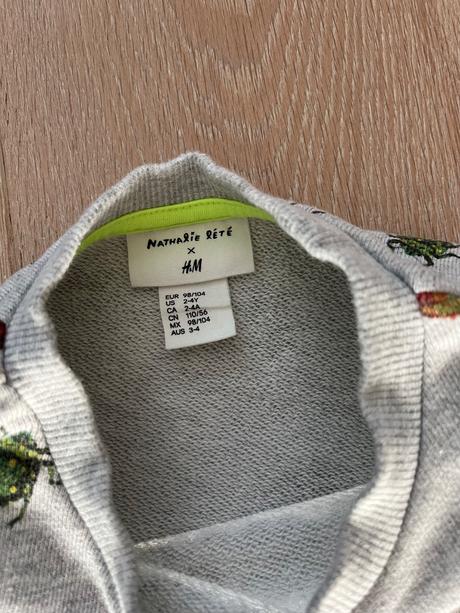 Nathalie Lété
×
H&M
EUR 98/104
US 2-4Y
CA 2-4A
CN 110/56
MX 98/104
AUS 3-4